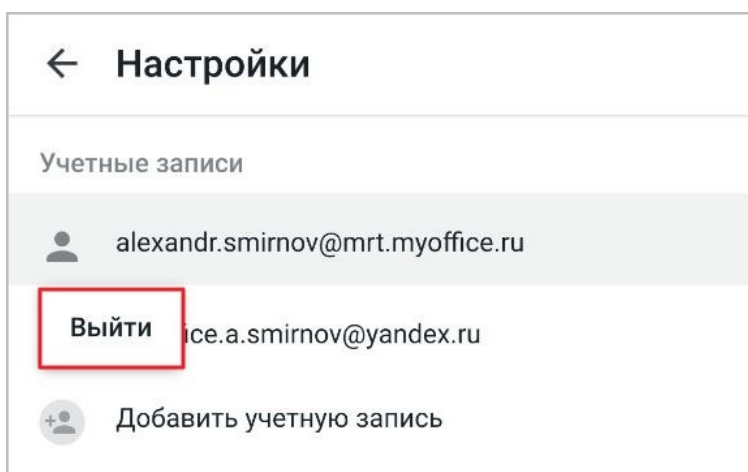 Настройки
Учетные записи
alexandr.smirnov@mrt.myoffice.ru
Выйти ice.a.smirnov@yandex.ru
Добавить учетную запись